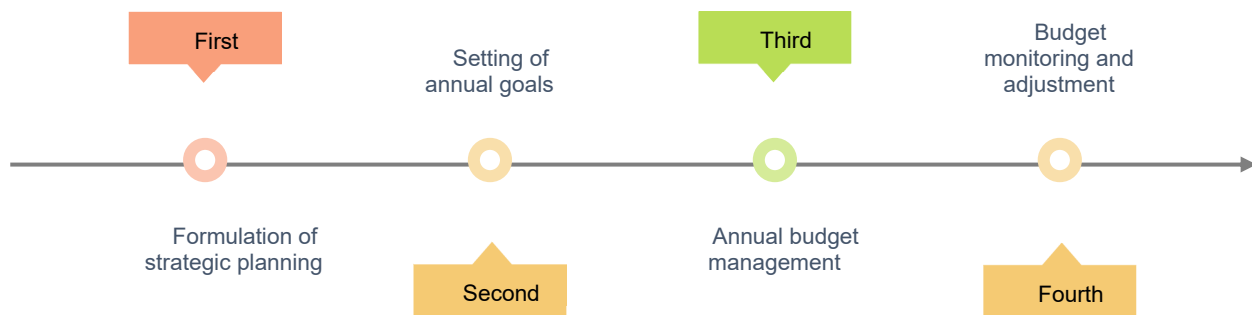 First
Formulation of
strategic planning
Setting of
annual goals
Second
Third
Annual budget
management
Budget
monitoring and
adjustment
Fourth